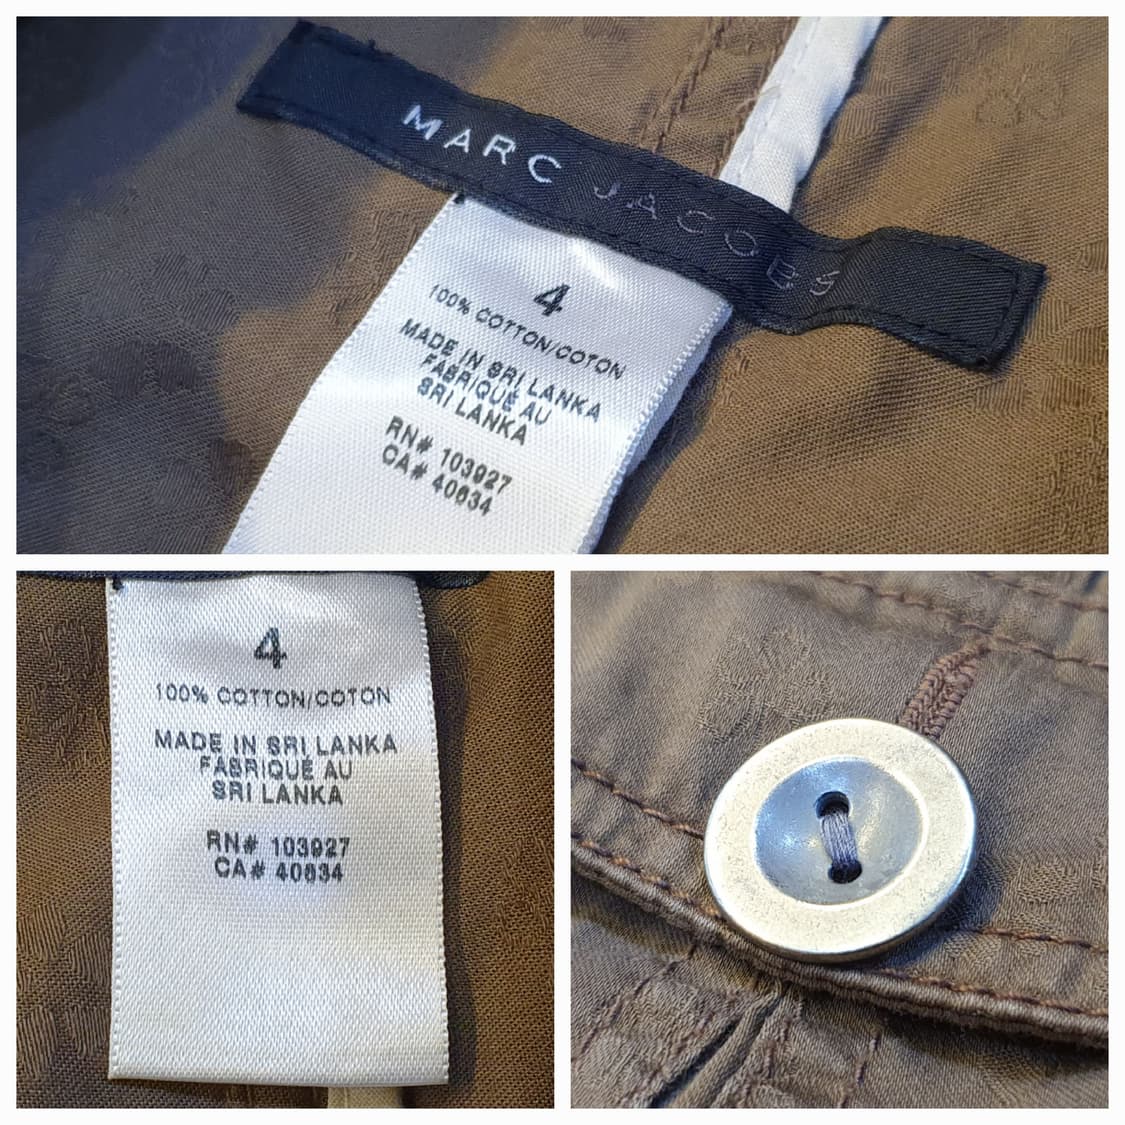 MARC JACOBS
4
100% COTTON/COTON
MADE IN SRI LANKA
FABRIQUÉ AU
SRI LANKA
RN# 103927
CA# 40634
4
100% COTTON/COTON
MADE IN SRI LANKA
FABRIQUÉ AU
SRI LANKA
RN# 103927
CA# 40634